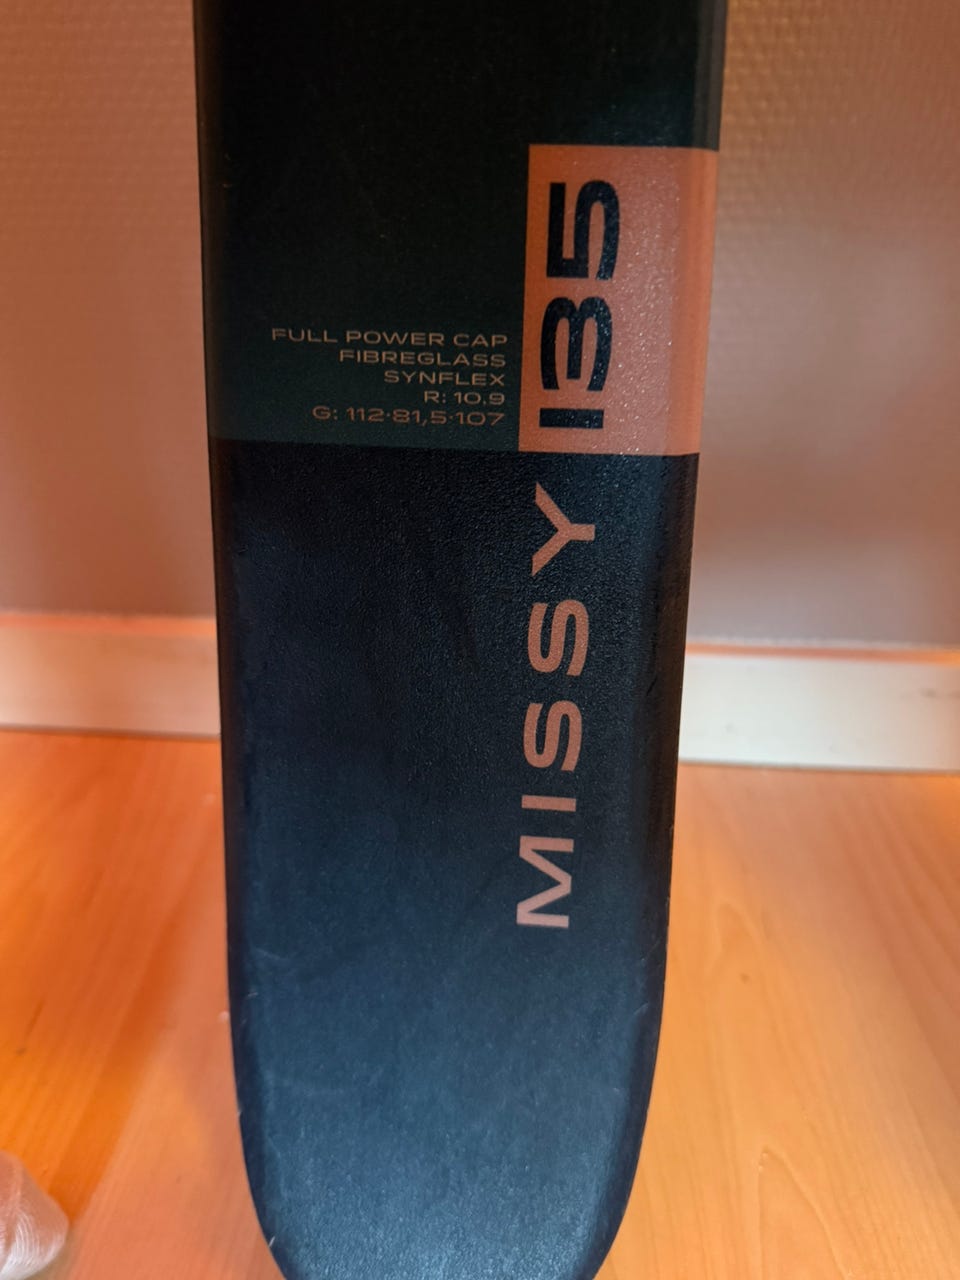 FULL POWER CAP
FIBREGLASS
SYNFLEX
R: 10.9
G: 112-81,5-107
MISSY 135